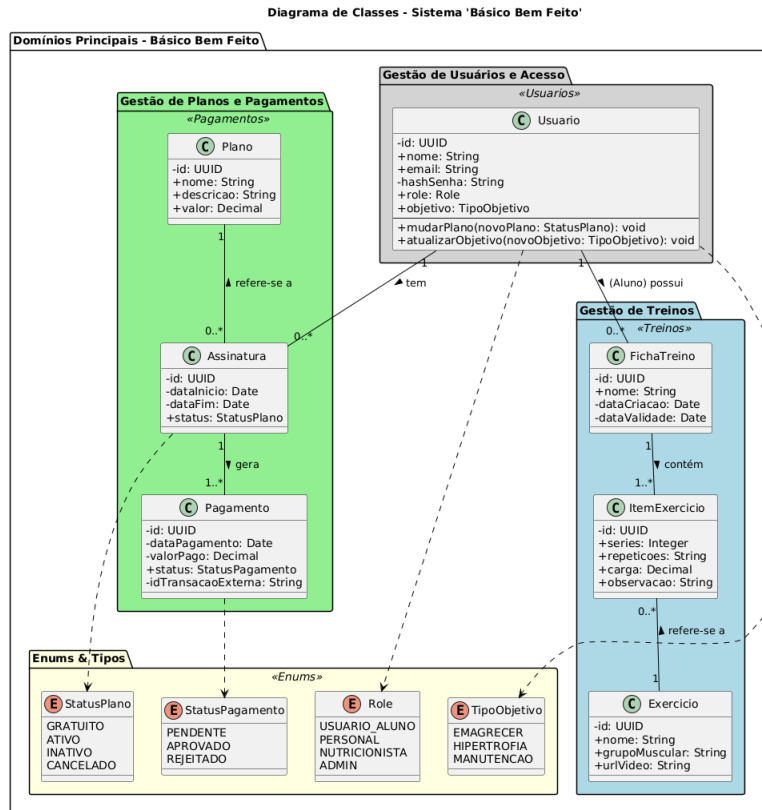 Diagrama de Classes - Sistema 'Básico Bem Feito'
Domínios Principais - Básico Bem Feito
Gestão de Usuários e Acesso
«Usuarios»
C Usuario
-id: UUID
+nome: String
+email: String
-hashSenha: String
+role: Role
+objetivo: TipoObjetivo
+mudarPlano(novoPlano: StatusPlano): void
+atualizarObjetivo(novoObjetivo: TipoObjetivo): void
Gestão de Planos e Pagamentos
«Pagamentos»
C Plano
-id: UUID
+nome: String
+descricao: String
+valor: Decimal
1
refere-se a
0..*
1
tem
0..*
1
(Aluno) possui
0..*
C Assinatura
-id: UUID
-dataInicio: Date
-dataFim: Date
+status: StatusPlano
1
gera
1..*
C Pagamento
-id: UUID
-dataPagamento: Date
-valorPago: Decimal
+status: StatusPagamento
-idTransacaoExterna: String
Gestão de Treinos
«Treinos»
C FichaTreino
-id: UUID
+nome: String
-dataCriacao: Date
-dataValidade: Date
1
contém
1..*
C ItemExercicio
-id: UUID
+series: Integer
+repeticoes: String
+carga: Decimal
+observacao: String
0..*
refere-se a
1
C Exercicio
-id: UUID
+nome: String
+grupoMuscular: String
+urlVideo: String
Enums & Tipos
«Enums»
E StatusPlano
GRATUITO
ATIVO
INATIVO
CANCELADO
E StatusPagamento
PENDENTE
APROVADO
REJEITADO
E Role
USUARIO_ALUNO
PERSONAL
NUTRICIONISTA
ADMIN
E TipoObjetivo
EMAGRECER
HIPERTROFIA
MANUTENCAO